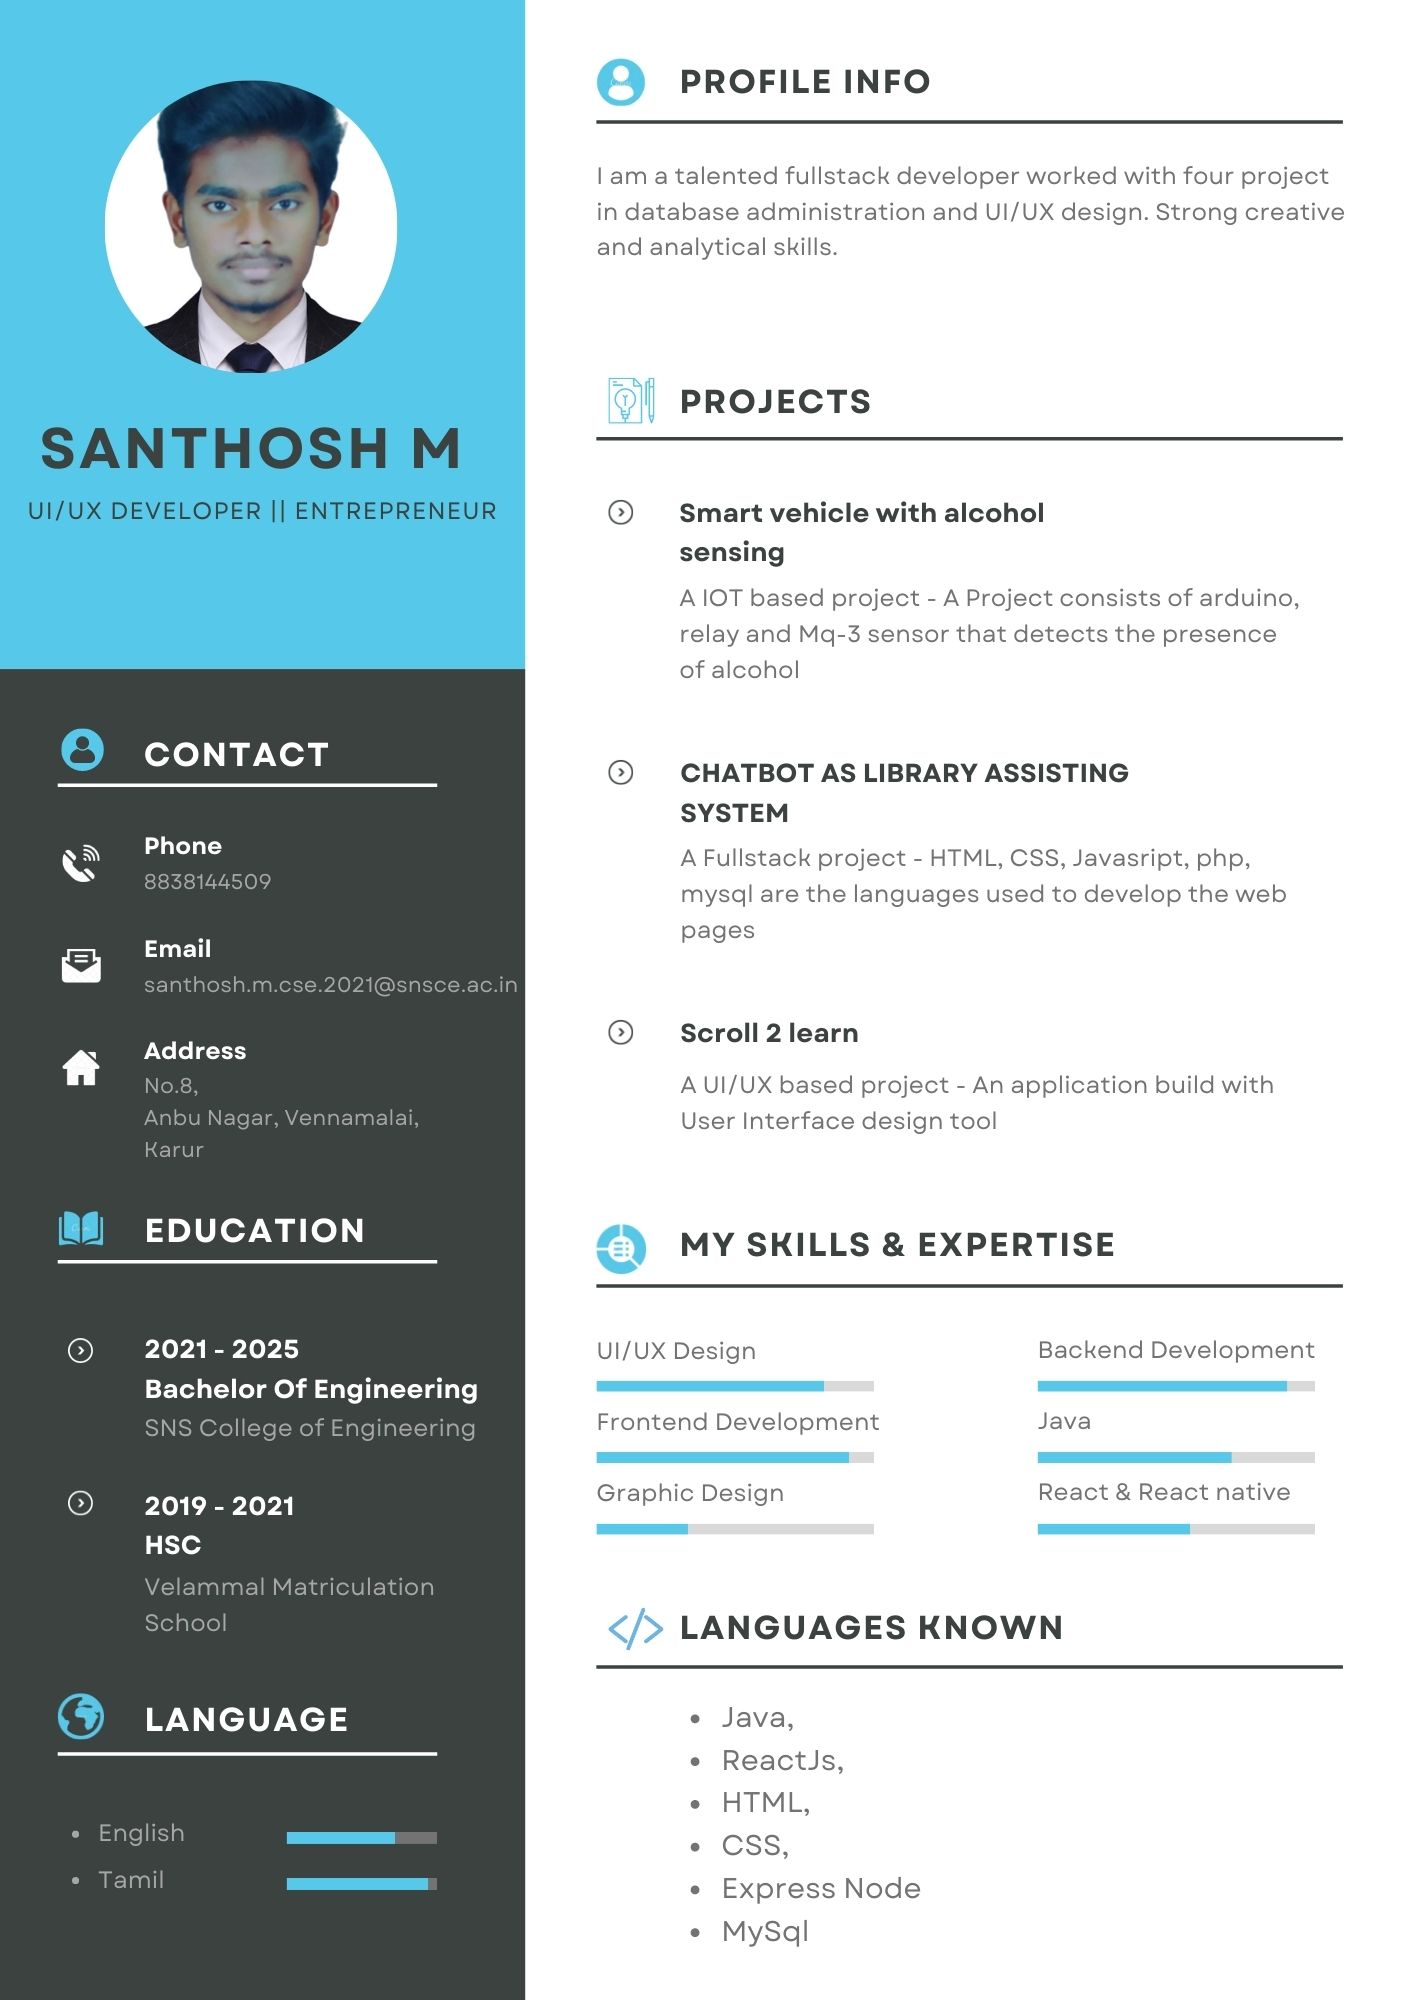 SANTHOSH M
UI/UX DEVELOPER || ENTREPRENEUR
CONTACT
Phone
8838144509
Email
santhosh.m.cse.2021@snsce.ac.in
Address
No.8,
Anbu Nagar, Vennamalai,
Karur
EDUCATION
2021 - 2025
Bachelor Of Engineering
SNS College of Engineering
2019 - 2021
HSC
Velammal Matriculation
School
LANGUAGE
• English
• Tamil
PROFILE INFO
I am a talented fullstack developer worked with four project
in database administration and UI/UX design. Strong creative
and analytical skills.
PROJECTS
Smart vehicle with alcohol
sensing
A IOT based project - A Project consists of arduino,
relay and Mq-3 sensor that detects the presence
of alcohol
CHATBOT AS LIBRARY ASSISTING
SYSTEM
A Fullstack project - HTML, CSS, Javasript, php,
mysql are the languages used to develop the web
pages
Scroll 2 learn
A UI/UX based project - An application build with
User Interface design tool
MY SKILLS & EXPERTISE
UI/UX Design
Frontend Development
Graphic Design
Backend Development
Java
React & React native
LANGUAGES KNOWN
• Java,
• ReactJs,
• HTML,
• CSS,
• Express Node
• MySql